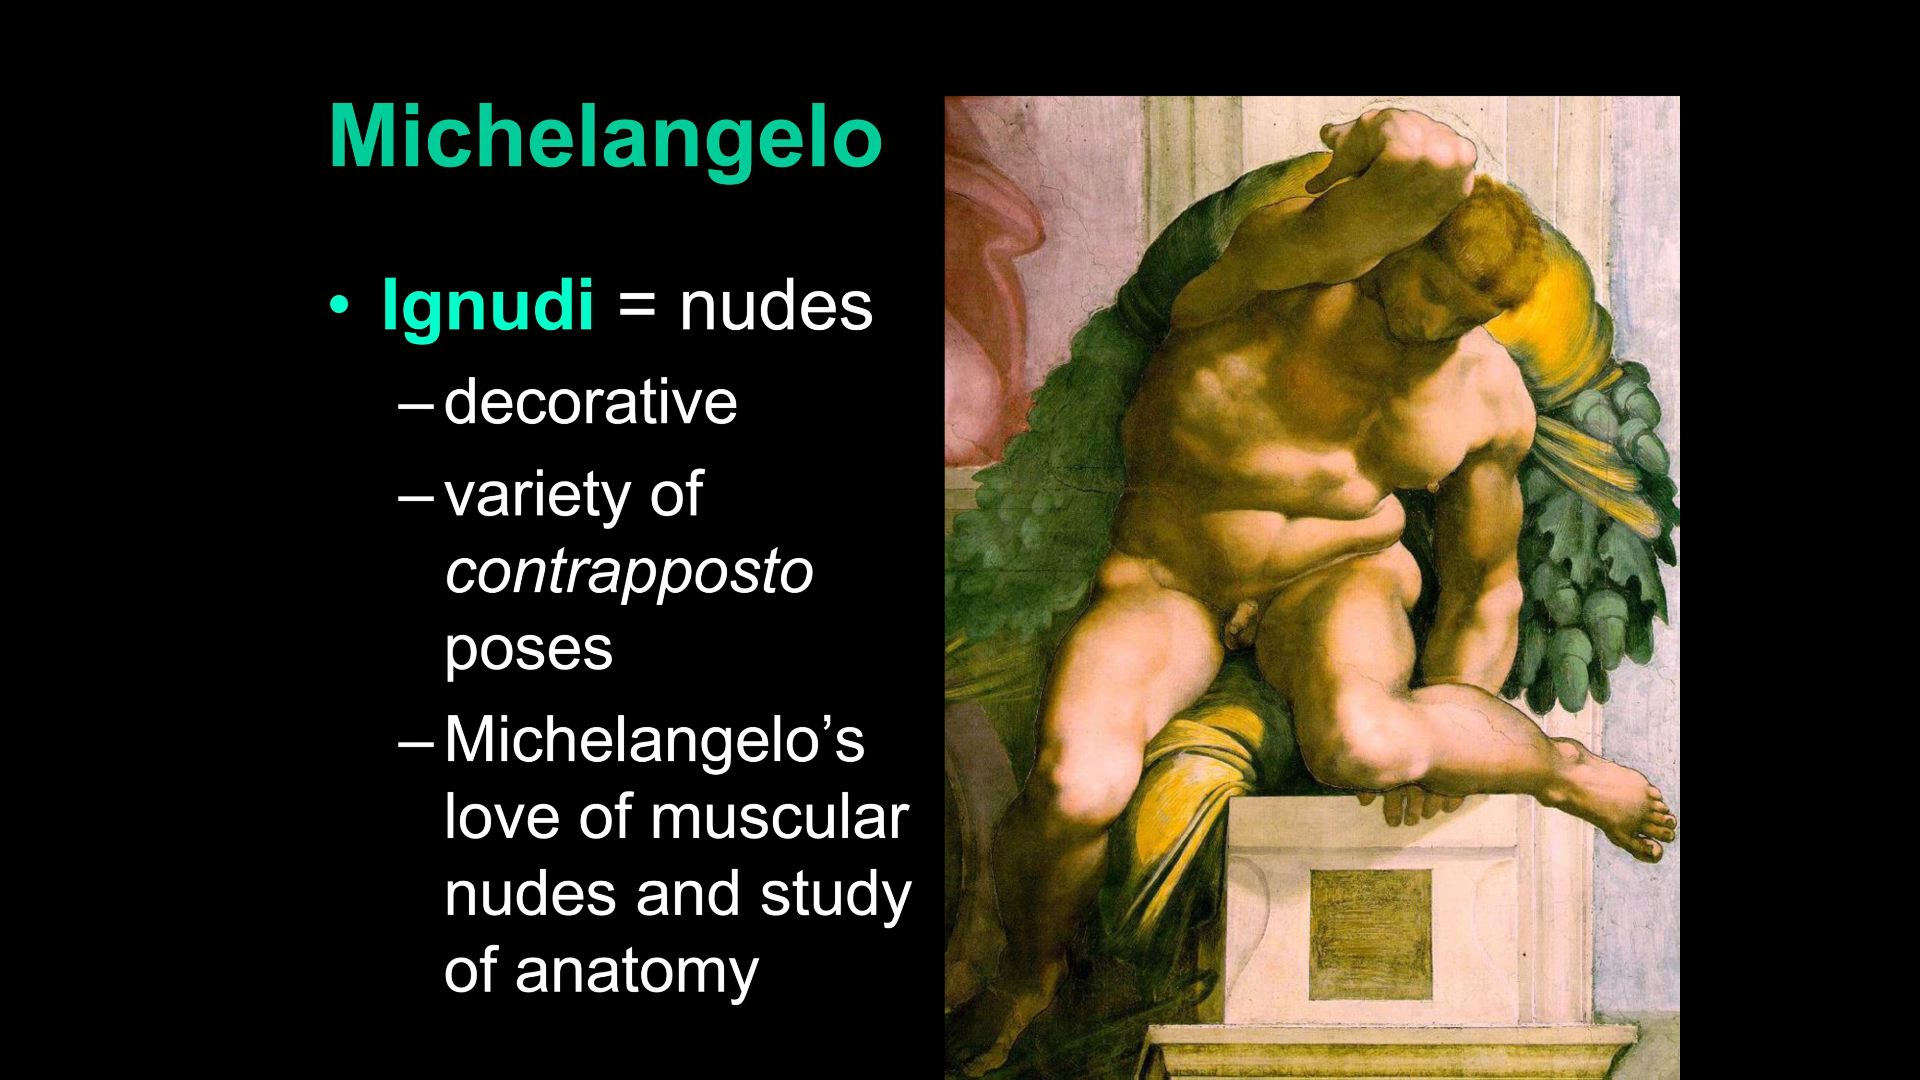 Michelangelo
• Ignudi = nudes
– decorative
– variety of
contrapposto
poses
– Michelangelo’s
love of muscular
nudes and study
of anatomy